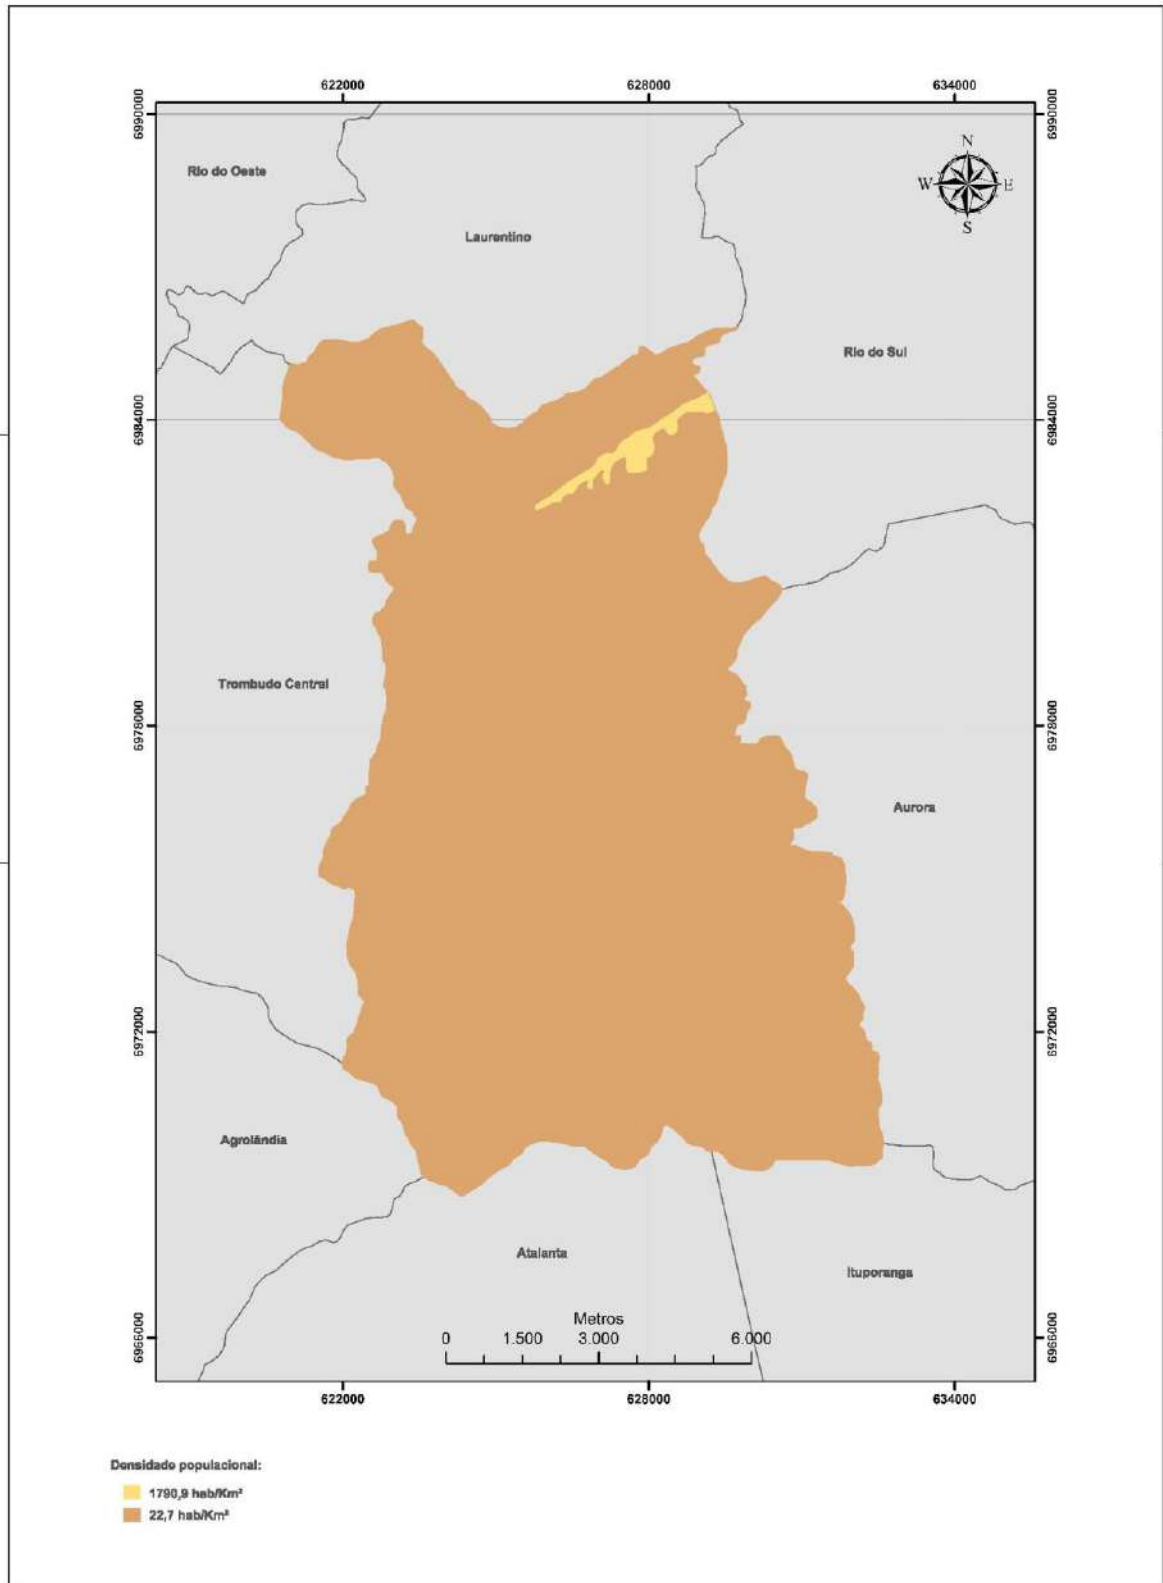 622000 628000 634000
6990000 6990000
N
W E
S
Rio do Oeste
Laurentino
Rio do Sul
6984000 6984000
Trombudo Central
6978000 6978000
Aurora
6972000 6972000
Agrolândia
Atalanta
Ituporanga
Metros
0 1.500 3.000 6.000
6966000 6966000
622000 628000 634000
Densidade populacional:
1790,9 hab/Km²
22,7 hab/Km²